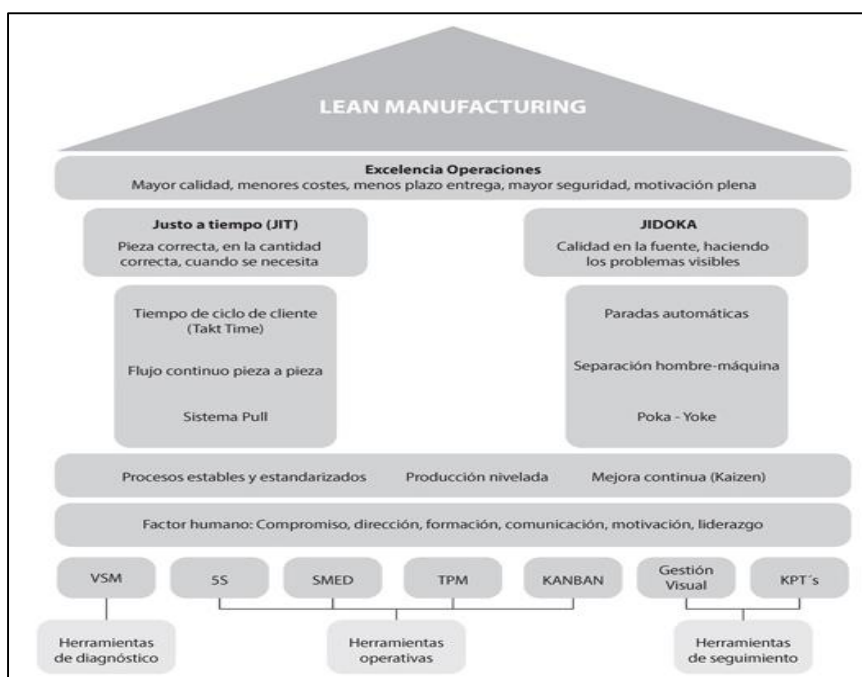 LEAN MANUFACTURING
Excelencia Operaciones
Mayor calidad, menores costes, menos plazo entrega, mayor seguridad, motivación plena
Justo a tiempo (JIT)
Pieza correcta, en la cantidad
correcta, cuando se necesita
JIDOKA
Calidad en la fuente, haciendo
los problemas visibles
Tiempo de ciclo de cliente
(Takt Time)
Flujo continuo pieza a pieza
Sistema Pull
Paradas automáticas
Separación hombre-máquina
Poka - Yoke
Procesos estables y estandarizados
Producción nivelada
Mejora continua (Kaizen)
Factor humano: Compromiso, dirección, formación, comunicación, motivación, liderazgo
VSM
5S
SMED
TPM
KANBAN
Gestión
Visual
KPT´s
Herramientas
de diagnóstico
Herramientas
operativas
Herramientas
de seguimiento